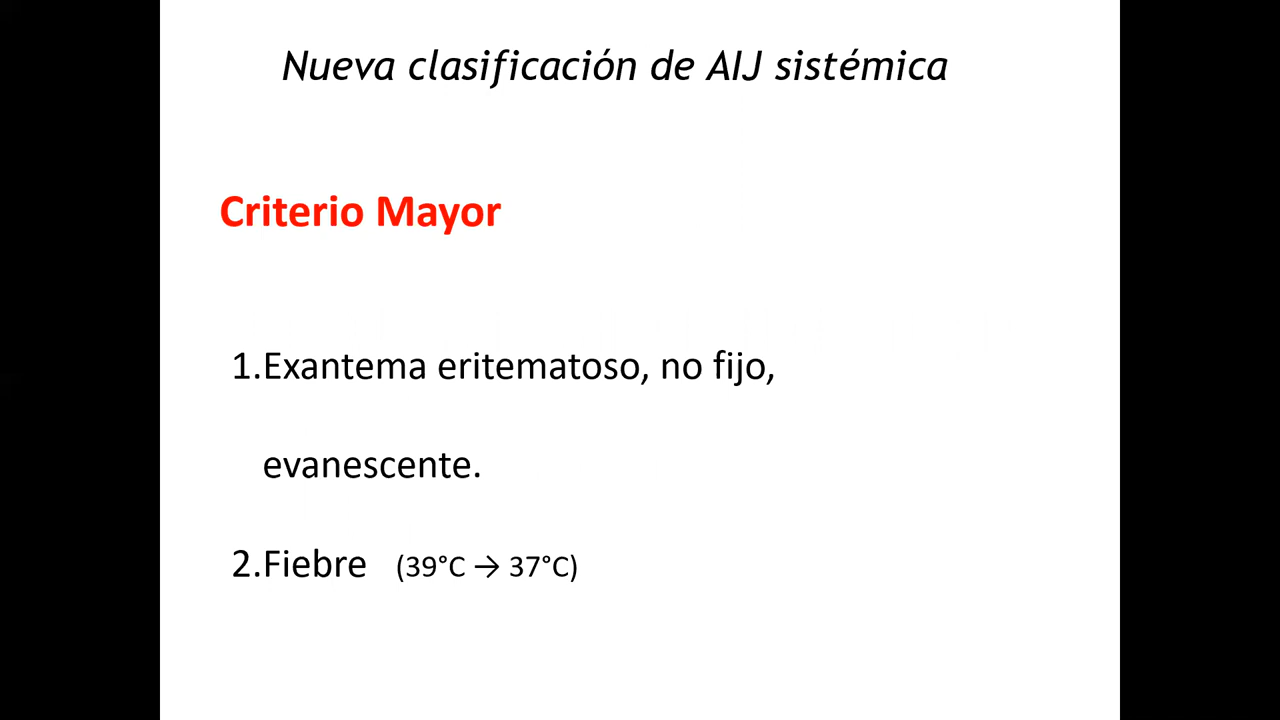 Nueva clasificación de AIJ sistémica
Criterio Mayor
1.Exantema eritematoso, no fijo,
evanescente.
2.Fiebre (39°C → 37°C)